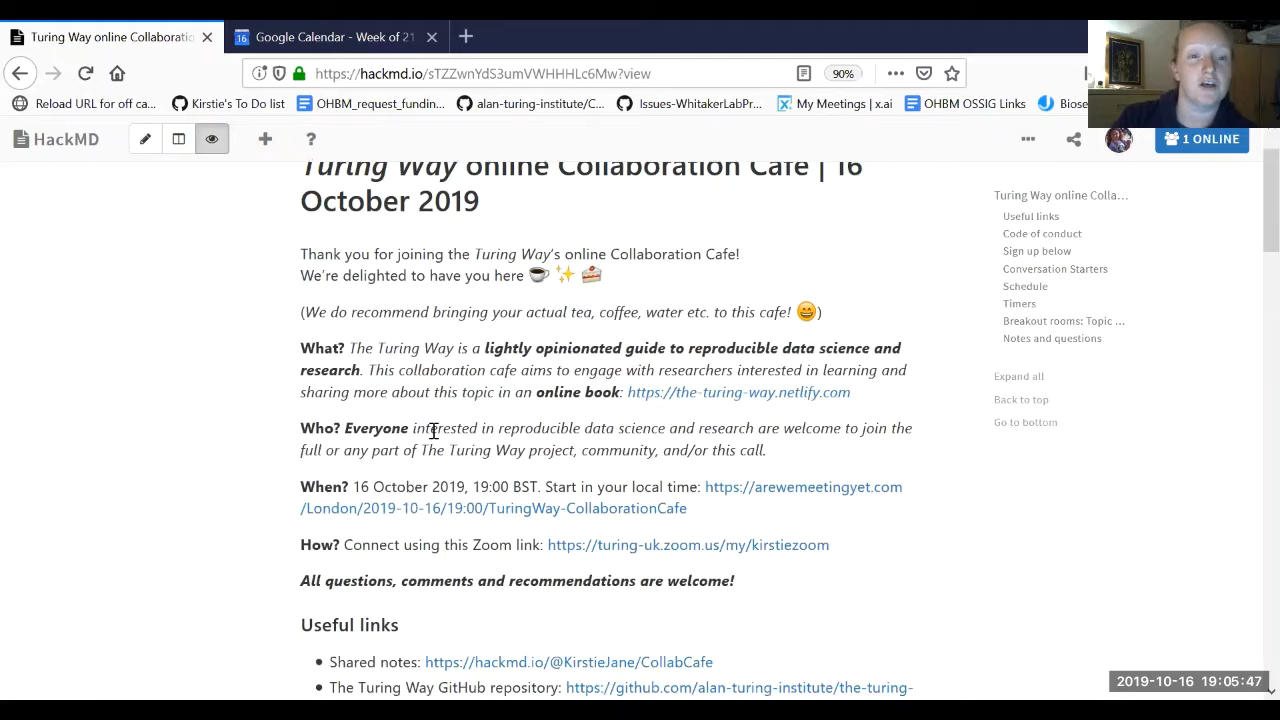 Turing Way online Collaboratio
Google Calendar - Week of 21
https://hackmd.io/sTZZwnYdS3umVWHHHLc6Mw?view
90%
Reload URL for off ca...
Kirstie's To Do list
OHBM_request_fundin...
alan-turing-institute/C...
Issues-WhitakerLabPr...
My Meetings | x.ai
OHBM OSSIG Links
Biose
HackMD
1 ONLINE
Turing Way online Collaboration Cafe | 16
October 2019
Thank you for joining the Turing Way's online Collaboration Cafe!
We're delighted to have you here ☕ ✨ 🍰
(We do recommend bringing your actual tea, coffee, water etc. to this cafe! 😄)
What? The Turing Way is a lightly opinionated guide to reproducible data science and
research. This collaboration cafe aims to engage with researchers interested in learning and
sharing more about this topic in an online book: https://the-turing-way.netlify.com
Who? Everyone interested in reproducible data science and research are welcome to join the
full or any part of The Turing Way project, community, and/or this call.
When? 16 October 2019, 19:00 BST. Start in your local time: https://arewemeetingyet.com
/London/2019-10-16/19:00/TuringWay-CollaborationCafe
How? Connect using this Zoom link: https://turing-uk.zoom.us/my/kirstiezoom
All questions, comments and recommendations are welcome!
Useful links
• Shared notes: https://hackmd.io/@KirstieJane/CollabCafe
• The Turing Way GitHub repository: https://github.com/alan-turing-institute/the-turing-
Turing Way online Colla...
Useful links
Code of conduct
Sign up below
Conversation Starters
Schedule
Timers
Breakout rooms: Topic ...
Notes and questions
Expand all
Back to top
Go to bottom
2019-10-16 19:05:47